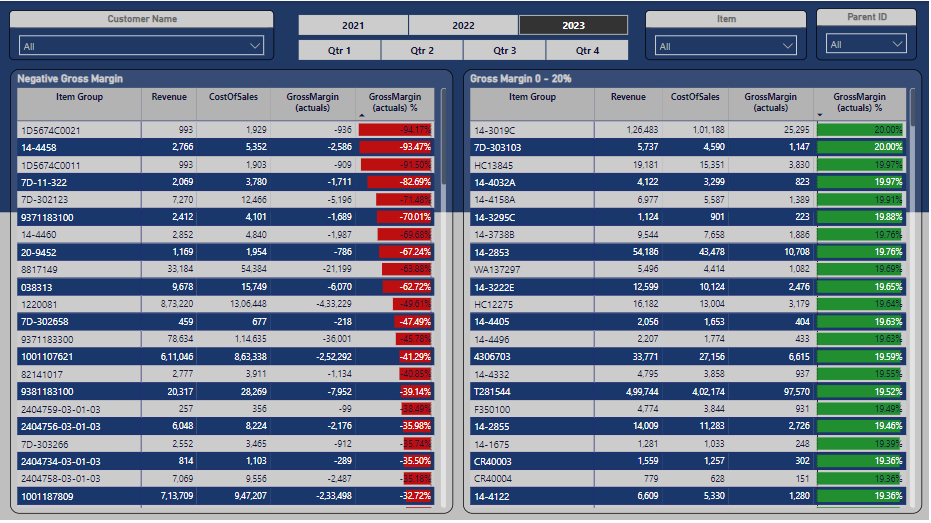 Customer Name
All
2021 2022 2023
Qtr 1 Qtr 2 Qtr 3 Qtr 4
Item
All
Parent ID
All
Negative Gross Margin
Item Group Revenue CostOfSales GrossMargin (actuals) GrossMargin (actuals) %
1D5674C0021 993 1,929 -936 -94.17%
14-4458 2,766 5,352 -2,586 -93.47%
1D5674C0011 993 1,903 -909 -91.50%
7D-11-322 2,069 3,780 -1,711 -82.69%
7D-302123 7,270 12,466 -5,196 -71.48%
9371183100 2,412 4,101 -1,689 -70.01%
14-4460 2,852 4,840 -1,987 -69.68%
20-9452 1,169 1,954 -786 -67.24%
8817149 33,184 54,384 -21,199 -63.88%
038313 9,678 15,749 -6,070 -62.72%
1220081 8,73,220 13,06,448 -4,33,229 -49.61%
7D-302658 459 677 -218 -47.49%
9371183300 78,634 1,14,635 -36,001 -45.78%
1001107621 6,11,046 8,63,338 -2,52,292 -41.29%
82141017 2,777 3,911 -1,134 -40.85%
9381183100 20,317 28,269 -7,952 -39.14%
2404759-03-01-03 257 356 -99 -38.49%
2404756-03-01-03 6,048 8,224 -2,176 -35.98%
7D-303266 2,552 3,465 -912 -35.74%
2404734-03-01-03 814 1,103 -289 -35.50%
2404758-03-01-03 7,069 9,556 -2,487 -35.18%
1001187809 7,13,709 9,47,207 -2,33,498 -32.72%
Gross Margin 0 - 20%
Item Group Revenue CostOfSales GrossMargin (actuals) GrossMargin (actuals) %
14-3019C 1,26,483 1,01,188 25,295 20.00%
7D-303103 5,737 4,590 1,147 20.00%
HC13845 19,181 15,351 3,830 19.97%
14-4032A 4,122 3,299 823 19.97%
14-4158A 6,977 5,587 1,389 19.91%
14-3295C 1,124 901 223 19.88%
14-3738B 9,544 7,658 1,886 19.76%
14-2853 54,186 43,478 10,708 19.76%
WA137297 5,496 4,414 1,082 19.69%
14-3222E 12,599 10,124 2,476 19.65%
HC12275 16,182 13,004 3,179 19.64%
14-4405 2,056 1,653 404 19.63%
14-4496 2,207 1,774 433 19.63%
4306703 33,771 27,156 6,615 19.59%
14-4332 4,795 3,858 937 19.55%
T281544 4,99,744 4,02,174 97,570 19.52%
F350100 4,774 3,844 931 19.49%
14-2855 14,009 11,283 2,726 19.46%
14-1675 1,281 1,033 248 19.39%
CR40003 1,559 1,257 302 19.36%
CR40004 779 628 151 19.36%
14-4122 6,609 5,330 1,280 19.36%